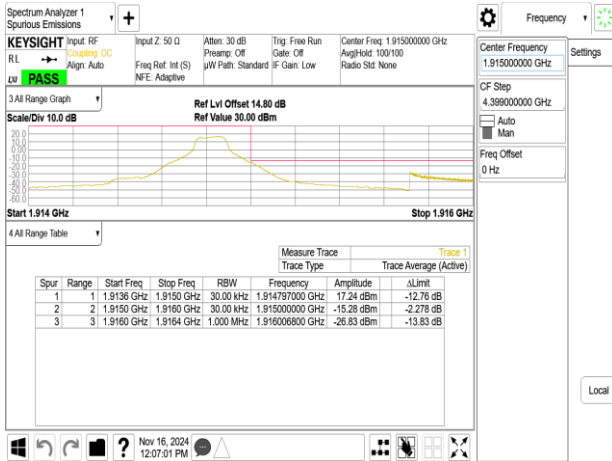 Spectrum Analyzer 1
Spurious Emissions
Frequency
Settings
KEYSIGHT Input: RF Input Z: 50 Ω Atten: 30 dB Trig: Free Run Center Freq: 1.915000000 GHz
RL Coupling: DC Preamp: Off Gate: Off Avg|Hold: 100/100
Align: Auto Freq Ref: Int (S) µW Path: Standard IF Gain: Low Radio Std: None
LXI PASS NFE: Adaptive
Center Frequency
1.915000000 GHz
CF Step
4.399000000 GHz
Auto
Man
Freq Offset
0 Hz
Local
3 All Range Graph
Ref Lvl Offset 14.80 dB
Scale/Div 10.0 dB Ref Value 30.00 dBm
20.0
10.0
0.00
-10.0
-20.0
-30.0
-40.0
-50.0
-60.0
Start 1.914 GHz Stop 1.916 GHz
4 All Range Table
Measure Trace Trace 1
Trace Type Trace Average (Active)
Spur Range Start Freq Stop Freq RBW Frequency Amplitude ΔLimit
1 1 1.9136 GHz 1.9150 GHz 30.00 kHz 1.914797000 GHz 17.24 dBm -12.76 dB
2 2 1.9150 GHz 1.9160 GHz 30.00 kHz 1.915000000 GHz -15.28 dBm -2.278 dB
3 3 1.9160 GHz 1.9164 GHz 1.000 MHz 1.916006800 GHz -26.83 dBm -13.83 dB
?
Nov 16, 2024
12:07:01 PM